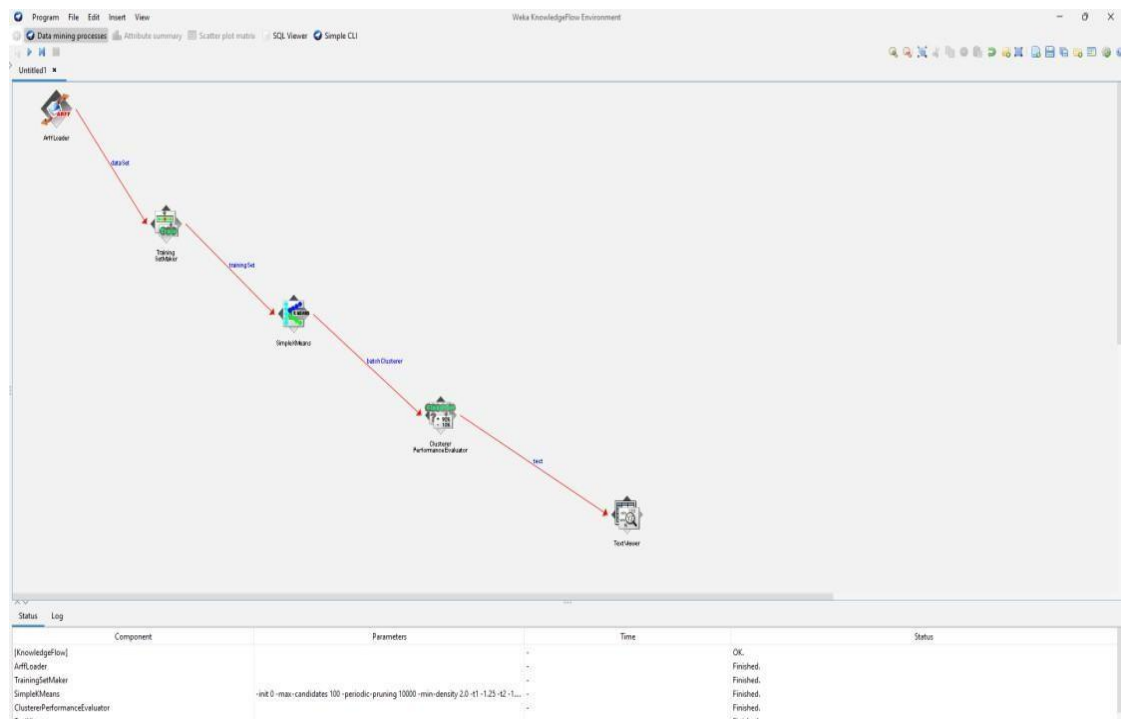 Program File Edit Insert View Weka KnowledgeFlow Environment
Data mining processes Attribute summary Scatter plot matrix SQL Viewer Simple CLI
Untitled1
ARFF
ArffLoader
dataSet
Training
SetMaker
trainingSet
SimpleKMeans
batchClusterer
Clusterer
PerformanceEvaluator
text
TextViewer
Status Log
Component Parameters Time Status
[KnowledgeFlow] - OK.
ArffLoader - Finished.
TrainingSetMaker - Finished.
SimpleKMeans -init 0 -max-candidates 100 -periodic-pruning 10000 -min-density 2.0 -t1 -1.25 -t2 -1.... - Finished.
ClustererPerformanceEvaluator - Finished.